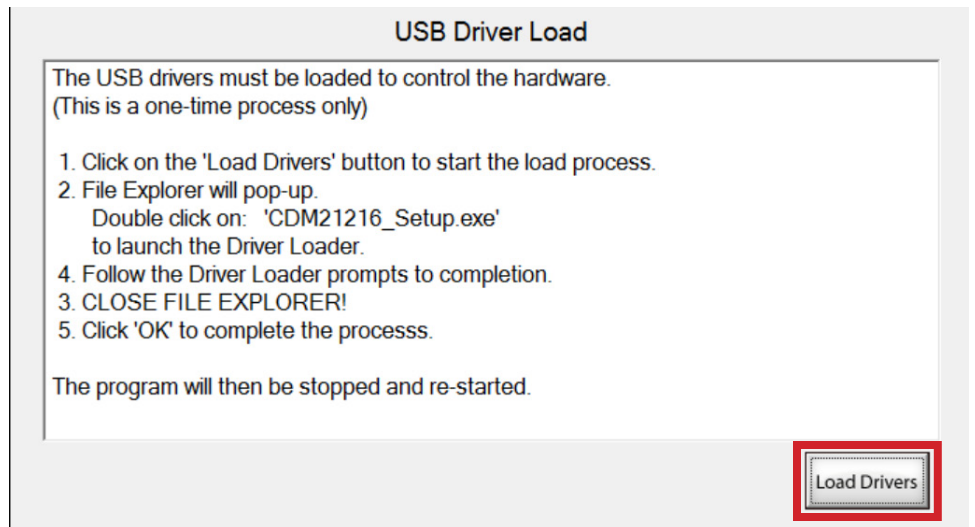 USB Driver Load
The USB drivers must be loaded to control the hardware.
(This is a one-time process only)
1. Click on the 'Load Drivers' button to start the load process.
2. File Explorer will pop-up.
Double click on:   'CDM21216_Setup.exe'
to launch the Driver Loader.
4. Follow the Driver Loader prompts to completion.
3. CLOSE FILE EXPLORER!
5. Click 'OK' to complete the processs.
The program will then be stopped and re-started.
Load Drivers